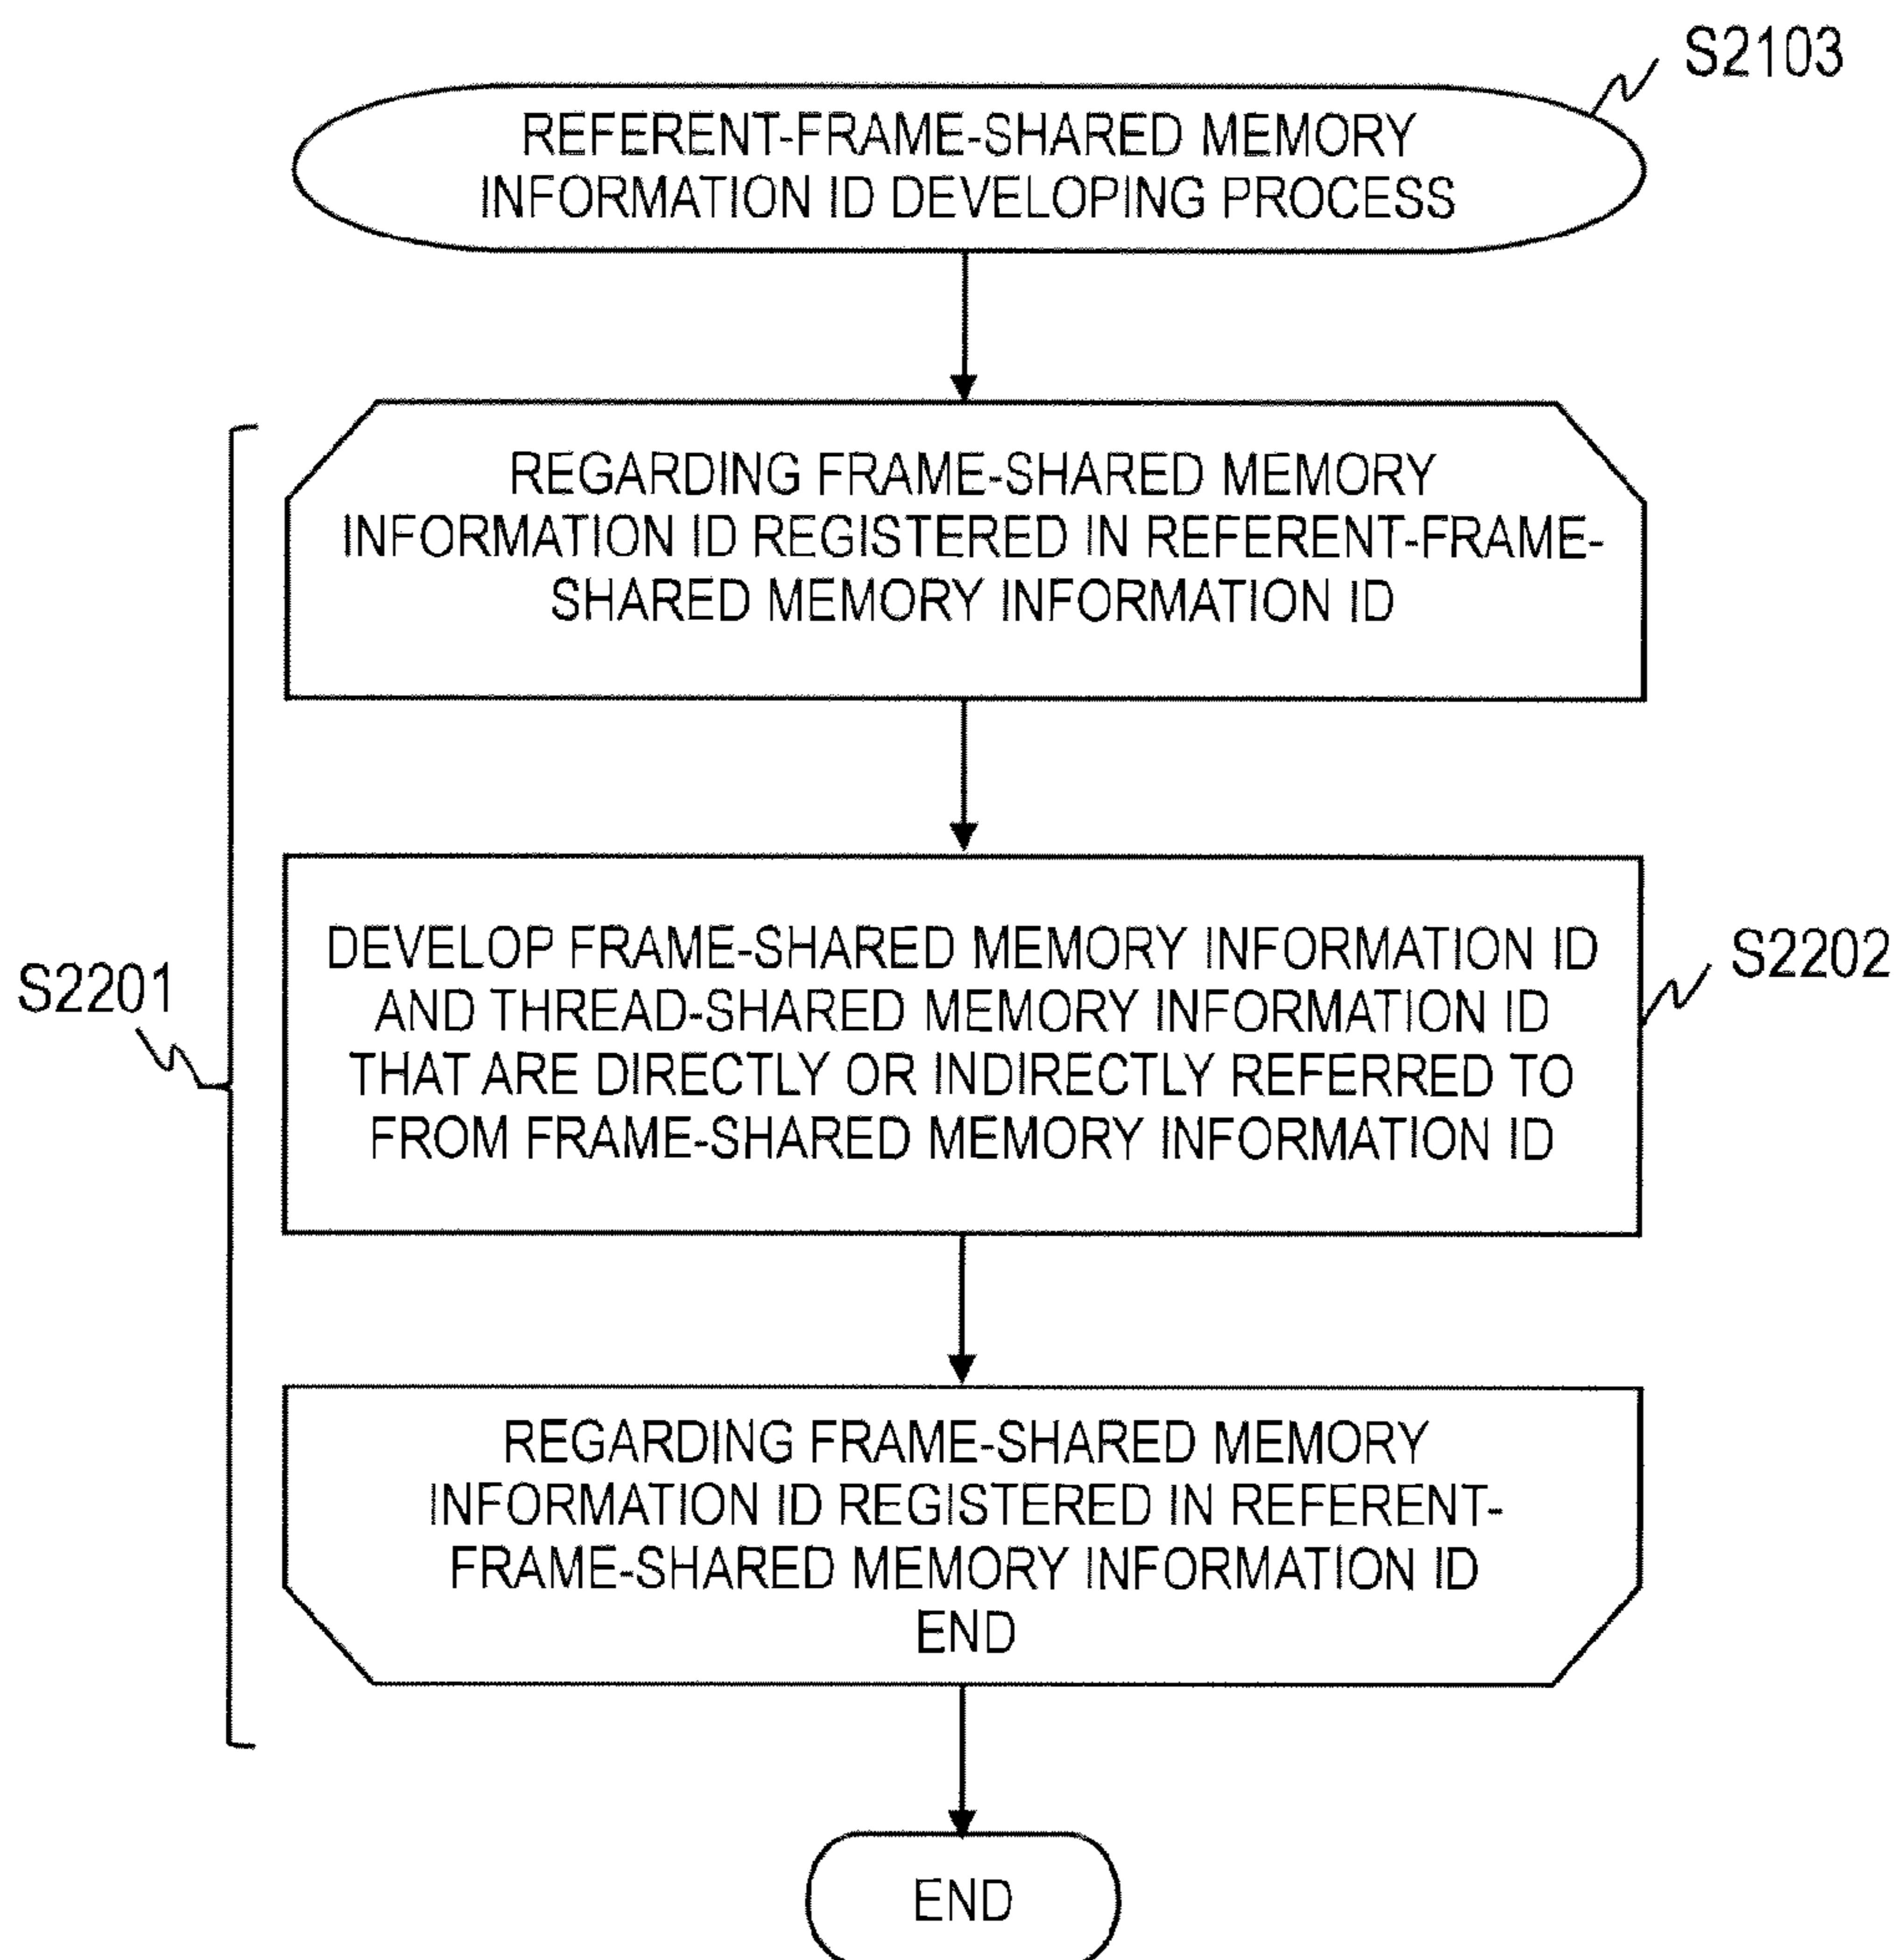 S2103
REFERENT-FRAME-SHARED MEMORY
INFORMATION ID DEVELOPING PROCESS
REGARDING FRAME-SHARED MEMORY
INFORMATION ID REGISTERED IN REFERENT-FRAME-
SHARED MEMORY INFORMATION ID
S2201
DEVELOP FRAME-SHARED MEMORY INFORMATION ID
AND THREAD-SHARED MEMORY INFORMATION ID
THAT ARE DIRECTLY OR INDIRECTLY REFERRED TO
FROM FRAME-SHARED MEMORY INFORMATION ID
S2202
REGARDING FRAME-SHARED MEMORY
INFORMATION ID REGISTERED IN REFERENT-
FRAME-SHARED MEMORY INFORMATION ID
END
END